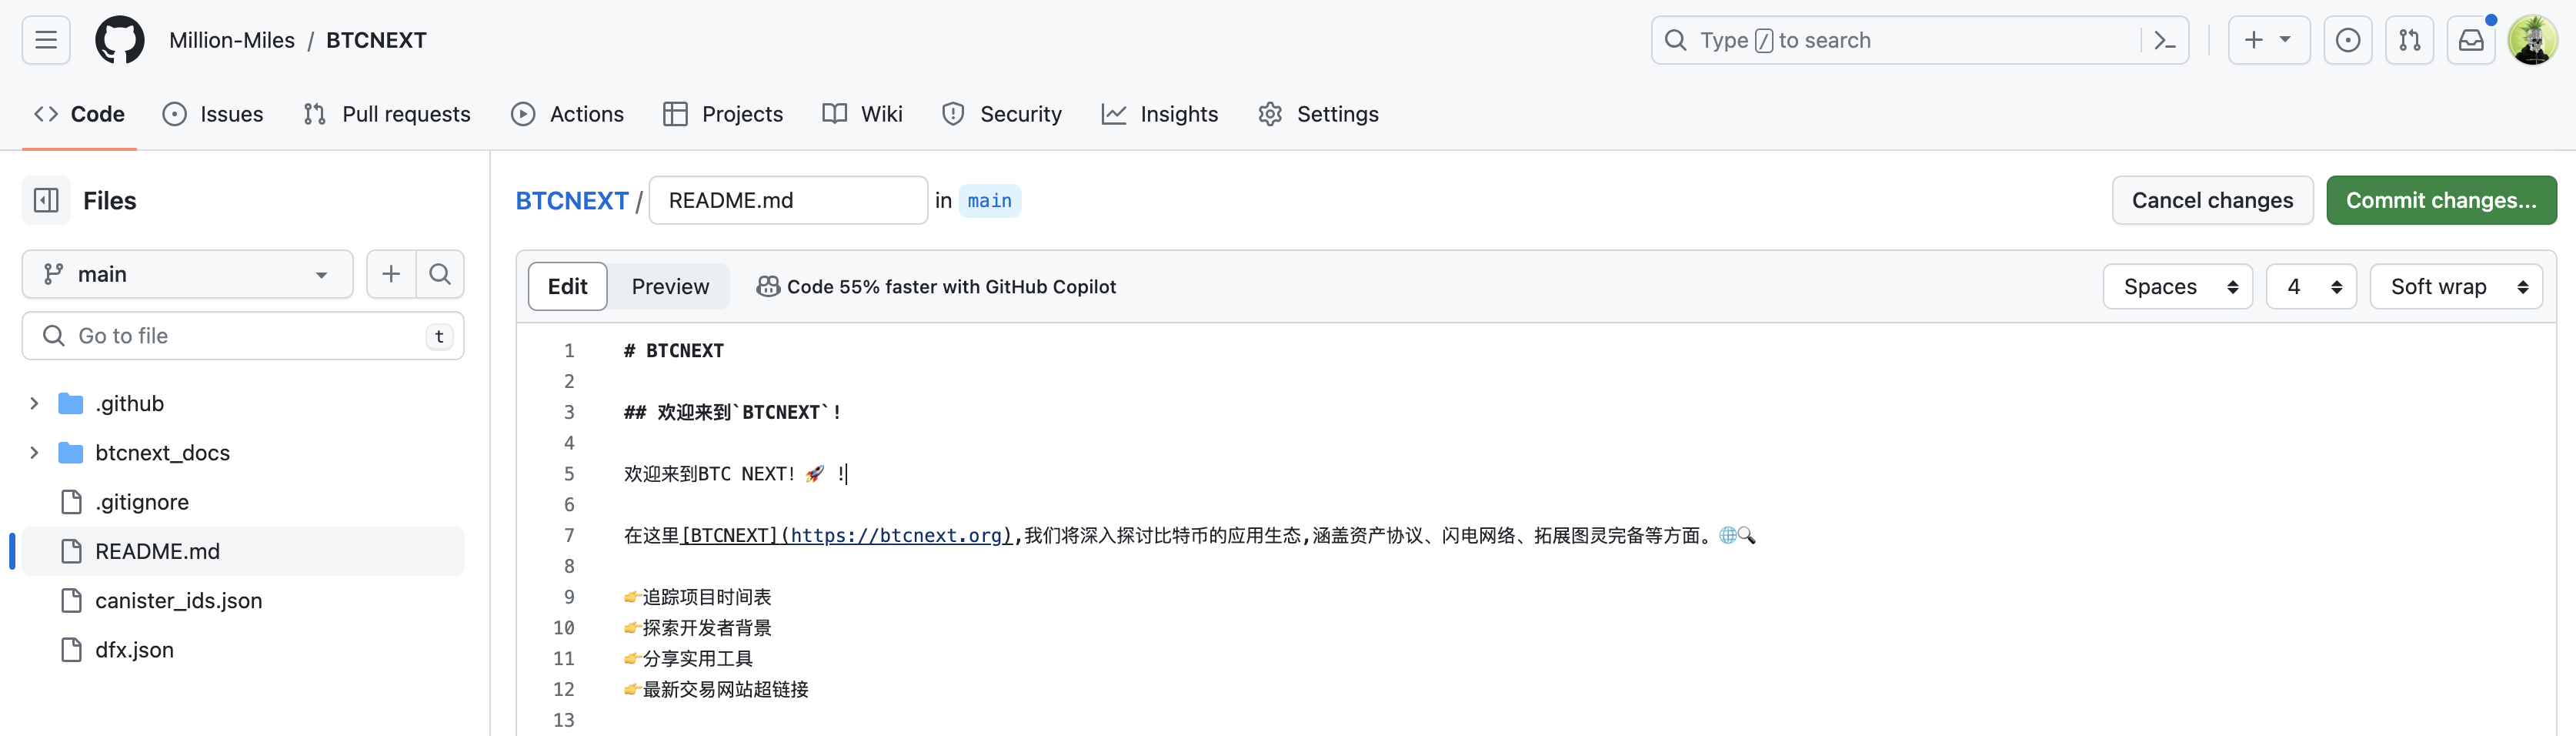 Million-Miles / BTCNEXT
Type / to search
Code Issues Pull requests Actions Projects Wiki Security Insights Settings
Files
main
Go to file t
.github
btcnext_docs
.gitignore
README.md
canister_ids.json
dfx.json
BTCNEXT / README.md in main
Cancel changes Commit changes...
Edit Preview Code 55% faster with GitHub Copilot Spaces 4 Soft wrap
1 # BTCNEXT
2
3 ## 欢迎来到`BTCNEXT`!
4
5 欢迎来到BTC NEXT! 🚀 !
6
7 在这里[BTCNEXT](https://btcnext.org),我们将深入探讨比特币的应用生态,涵盖资产协议、闪电网络、拓展图灵完备等方面。🌐🔍
8
9 👉追踪项目时间表
10 👉探索开发者背景
11 👉分享实用工具
12 👉最新交易网站超链接
13